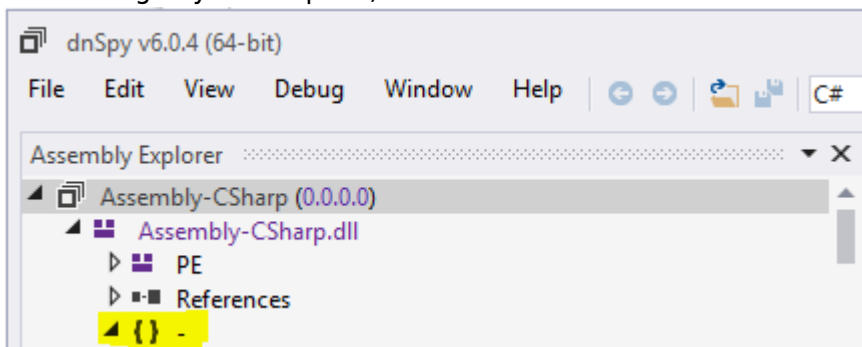 dnSpy v6.0.4 (64-bit)
File Edit View Debug Window Help C#
Assembly Explorer
Assembly-CSharp (0.0.0.0)
Assembly-CSharp.dll
PE
References
{ } -